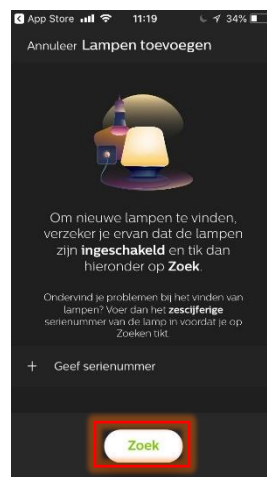 App Store 11:19 34%
Annuleer Lampen toevoegen
Om nieuwe lampen te vinden,
verzeker je ervan dat de lampen
zijn ingeschakeld en tik dan
hieronder op Zoek.
Ondervind je problemen bij het vinden van
lampen? Voer dan het zescijferige
serienummer van de lamp in voordat je op
Zoeken tikt.
+ Geef serienummer
Zoek